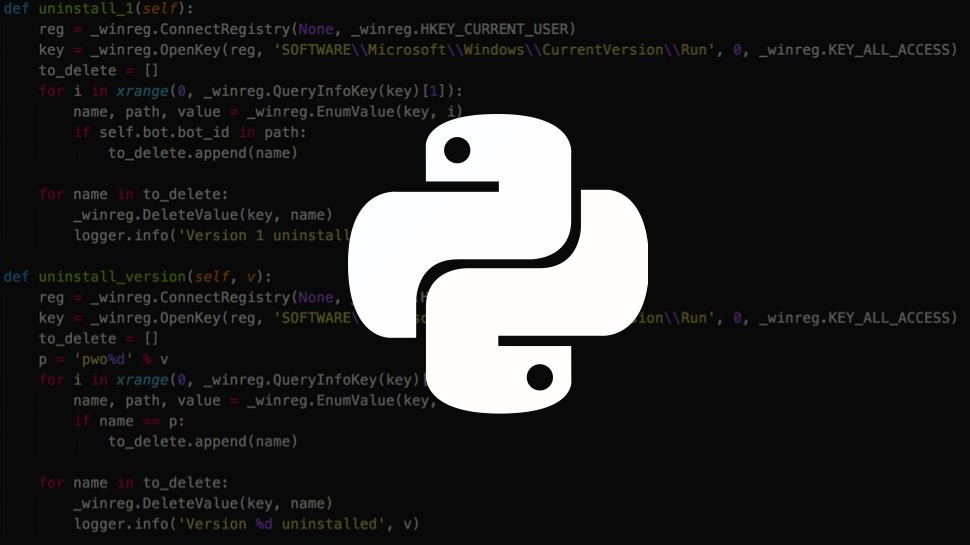 def uninstall_1(self):
reg = _winreg.ConnectRegistry(None, _winreg.HKEY_CURRENT_USER)
key = _winreg.OpenKey(reg, 'SOFTWARE\\Microsoft\\Windows\\CurrentVersion\\Run', 0, _winreg.KEY_ALL_ACCESS)
to_delete = []
for i in xrange(0, _winreg.QueryInfoKey(key)[1]):
name, path, value = _winreg.EnumValue(key, i)
if self.bot.bot_id in path:
to_delete.append(name)
for name in to_delete:
_winreg.DeleteValue(key, name)
logger.info('Version 1 uninstall
def uninstall_version(self, v):
reg = _winreg.ConnectRegistry(None,
key = _winreg.OpenKey(reg, 'SOFTWARE\ ion\\Run', 0, _winreg.KEY_ALL_ACCESS)
to_delete = []
p = 'pwo%d' % v
for i in xrange(0, _winreg.QueryInfoKey(key)
name, path, value = _winreg.EnumValue(key,
if name == p:
to_delete.append(name)
for name in to_delete:
_winreg.DeleteValue(key, name)
logger.info('Version %d uninstalled', v)